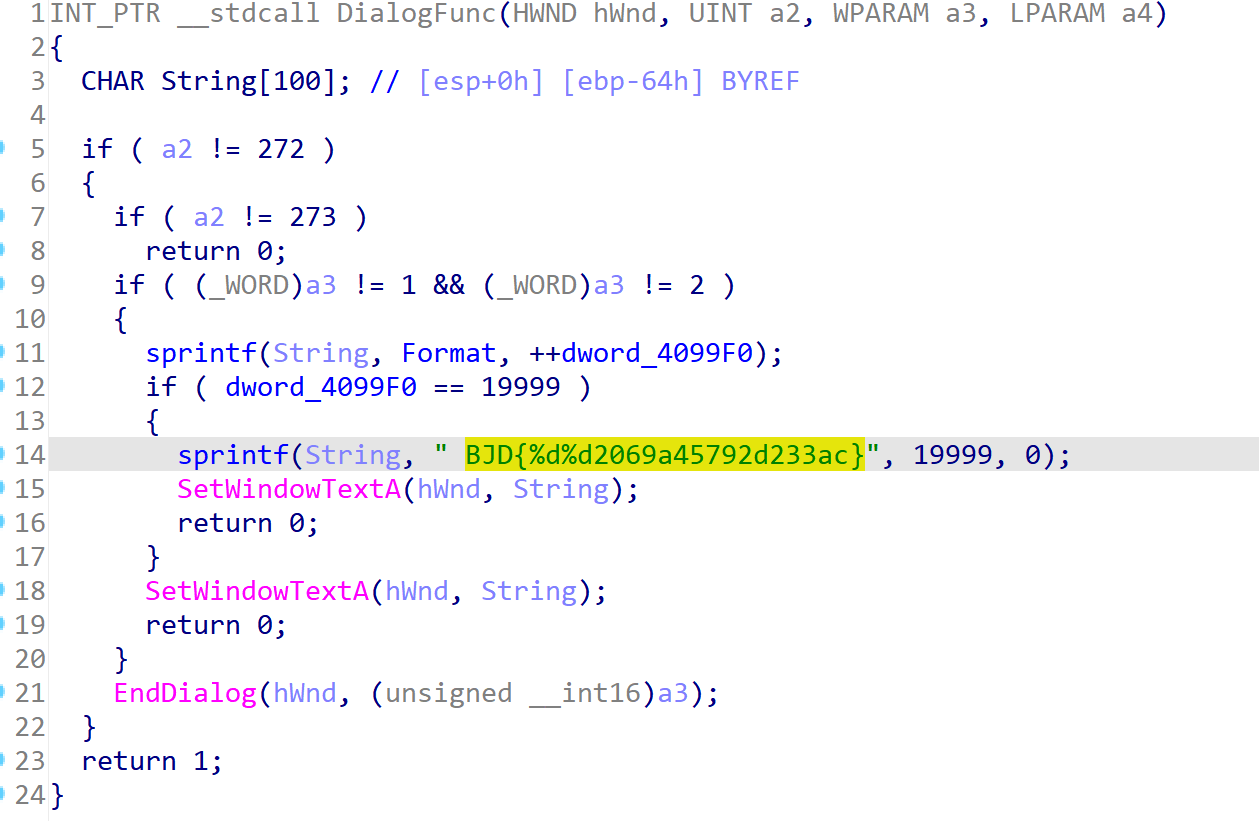 1 INT_PTR __stdcall DialogFunc(HWND hWnd, UINT a2, WPARAM a3, LPARAM a4)
2 {
3   CHAR String[100]; // [esp+0h] [ebp-64h] BYREF
4
5   if ( a2 != 272 )
6   {
7     if ( a2 != 273 )
8       return 0;
9     if ( (_WORD)a3 != 1 && (_WORD)a3 != 2 )
10     {
11       sprintf(String, Format, ++dword_4099F0);
12       if ( dword_4099F0 == 19999 )
13       {
14         sprintf(String, " BJD{%d%d2069a45792d233ac}", 19999, 0);
15         SetWindowTextA(hWnd, String);
16         return 0;
17       }
18       SetWindowTextA(hWnd, String);
19       return 0;
20     }
21     EndDialog(hWnd, (unsigned __int16)a3);
22   }
23   return 1;
24 }